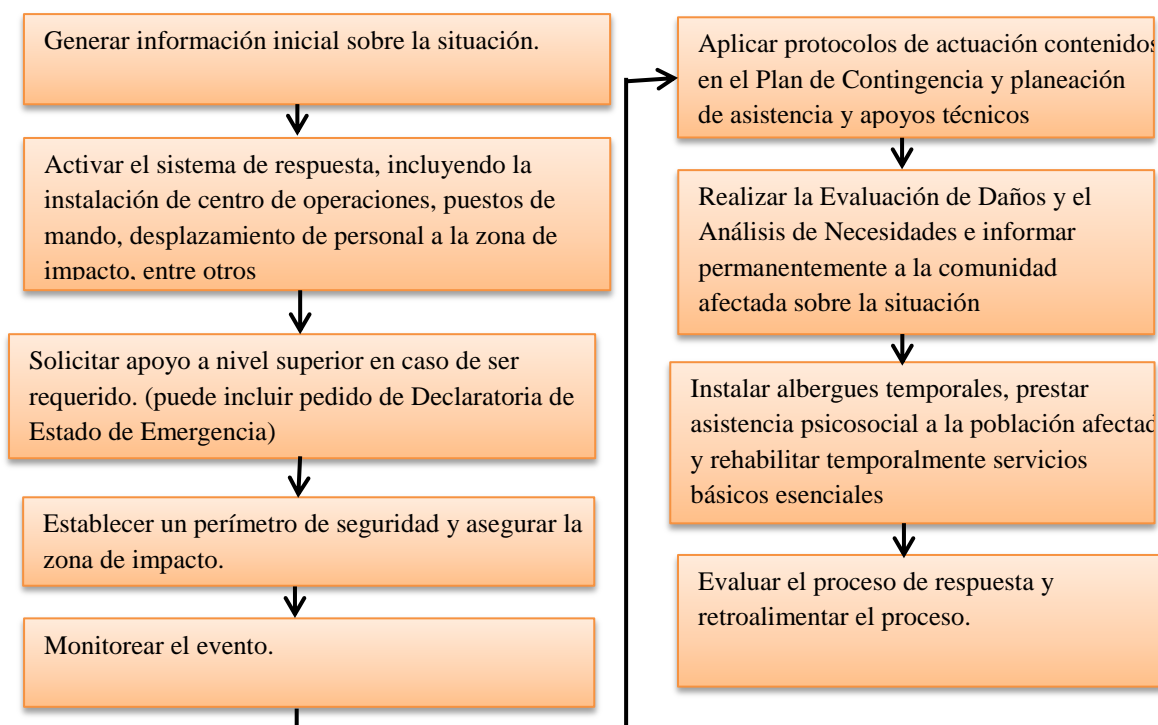 Generar información inicial sobre la situación.
Activar el sistema de respuesta, incluyendo la
instalación de centro de operaciones, puestos de
mando, desplazamiento de personal a la zona de
impacto, entre otros
Solicitar apoyo a nivel superior en caso de ser
requerido. (puede incluir pedido de Declaratoria de
Estado de Emergencia)
Establecer un perímetro de seguridad y asegurar la
zona de impacto.
Monitorear el evento.
Aplicar protocolos de actuación contenidos
en el Plan de Contingencia y planeación
de asistencia y apoyos técnicos
Realizar la Evaluación de Daños y el
Análisis de Necesidades e informar
permanentemente a la comunidad
afectada sobre la situación
Instalar albergues temporales, prestar
asistencia psicosocial a la población afectad
y rehabilitar temporalmente servicios
básicos esenciales
Evaluar el proceso de respuesta y
retroalimentar el proceso.